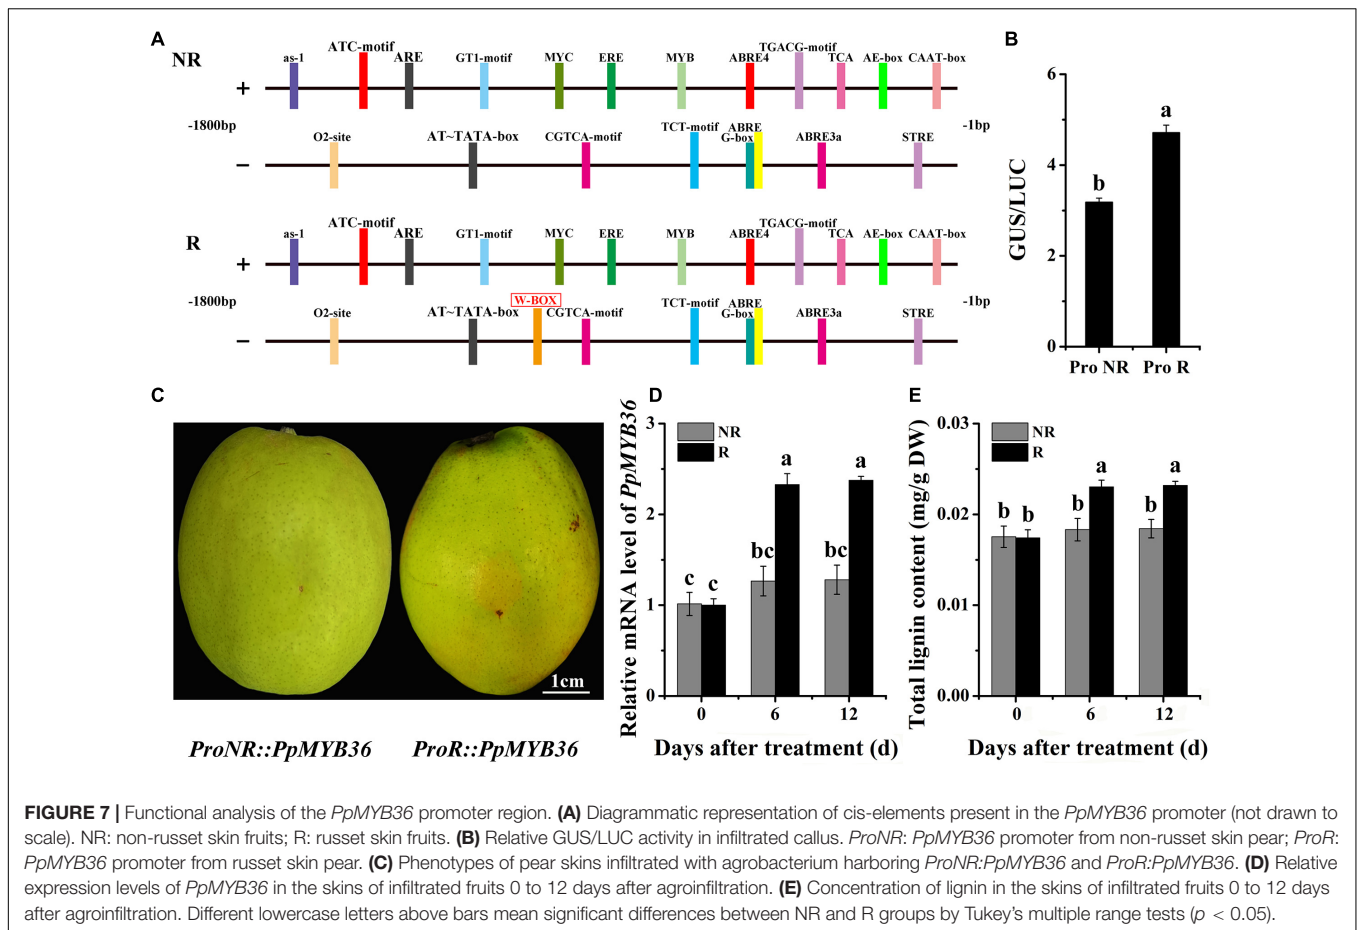 A
NR
as-1 ATC-motif ARE GT1-motif MYC ERE MYB ABRE4 TGACG-motif TCA AE-box CAAT-box
+
-1800bp -1bp
O2-site AT~TATA-box CGTCA-motif TCT-motif G-box ABRE ABRE3a STRE
−
R
as-1 ATC-motif ARE GT1-motif MYC ERE MYB ABRE4 TGACG-motif TCA AE-box CAAT-box
+
-1800bp -1bp
O2-site AT~TATA-box W-BOX CGTCA-motif TCT-motif G-box ABRE ABRE3a STRE
−
B
GUS/LUC
6
4
2
0
b a
Pro NR Pro R
C
1cm
ProNR::PpMYB36 ProR::PpMYB36
D
Relative mRNA level of PpMYB36
3
2
1
0
NR
R
c c bc a bc a
0 6 12
Days after treatment (d)
E
Total lignin content (mg/g DW)
0.03
0.02
0.01
0.00
NR
R
b b b a b a
0 6 12
Days after treatment (d)
FIGURE 7 | Functional analysis of the PpMYB36 promoter region. (A) Diagrammatic representation of cis-elements present in the PpMYB36 promoter (not drawn to
scale). NR: non-russet skin fruits; R: russet skin fruits. (B) Relative GUS/LUC activity in infiltrated callus. ProNR: PpMYB36 promoter from non-russet skin pear; ProR:
PpMYB36 promoter from russet skin pear. (C) Phenotypes of pear skins infiltrated with agrobacterium harboring ProNR:PpMYB36 and ProR:PpMYB36. (D) Relative
expression levels of PpMYB36 in the skins of infiltrated fruits 0 to 12 days after agroinfiltration. (E) Concentration of lignin in the skins of infiltrated fruits 0 to 12 days
after agroinfiltration. Different lowercase letters above bars mean significant differences between NR and R groups by Tukey's multiple range tests (p < 0.05).